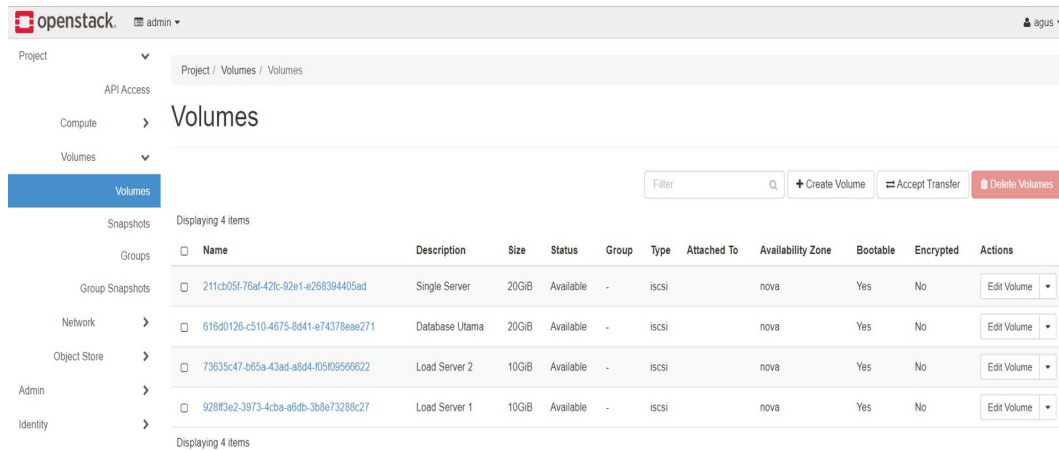 openstack. admin agus
Project
API Access
Compute
Volumes
Volumes
Snapshots
Groups
Group Snapshots
Network
Object Store
Admin
Identity
Project / Volumes / Volumes
Volumes
Filter + Create Volume Accept Transfer Delete Volumes
Displaying 4 items
Name Description Size Status Group Type Attached To Availability Zone Bootable Encrypted Actions
211cb05f-76af-42fc-92e1-e268394405ad Single Server 20GiB Available - iscsi nova Yes No Edit Volume
616d0126-c510-4675-8d41-e74378eae271 Database Utama 20GiB Available - iscsi nova Yes No Edit Volume
73635c47-b65a-43ad-a8d4-f05f09566622 Load Server 2 10GiB Available - iscsi nova Yes No Edit Volume
928ff3e2-3973-4cba-a6db-3b8e73288c27 Load Server 1 10GiB Available - iscsi nova Yes No Edit Volume
Displaying 4 items